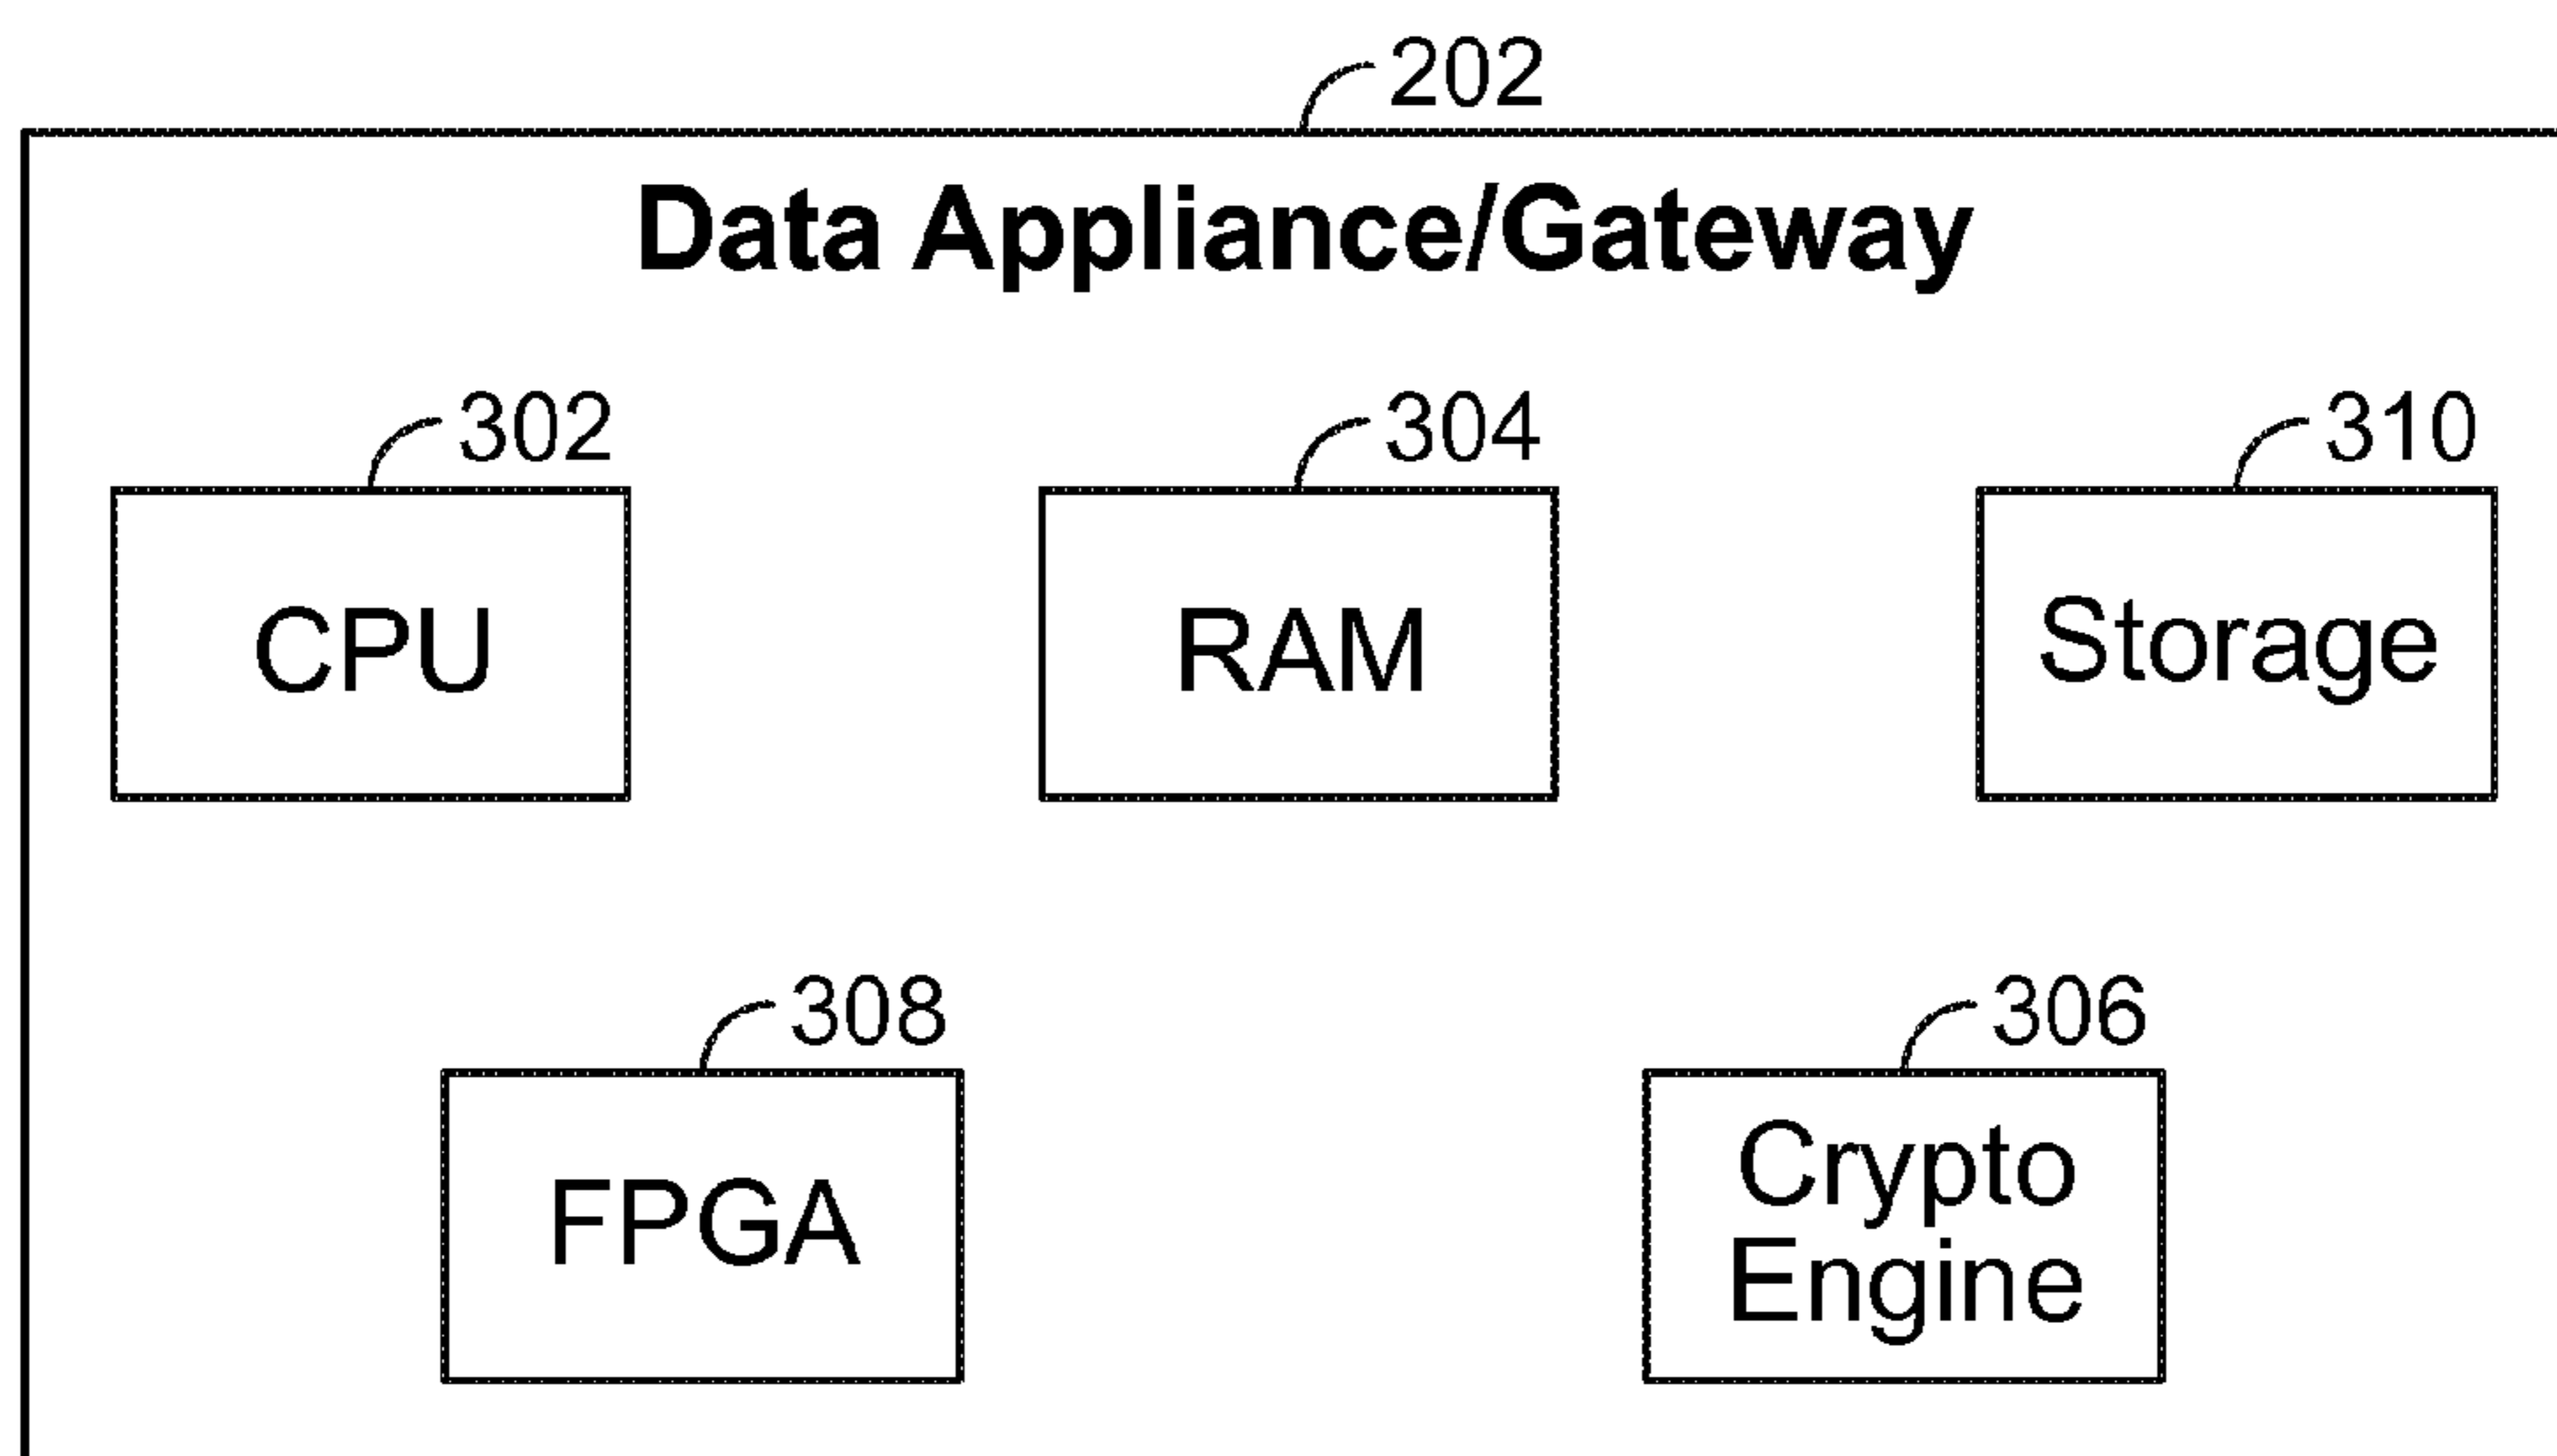 202
Data Appliance/Gateway
302
304
310
CPU
RAM
Storage
308
306
FPGA
Crypto
Engine